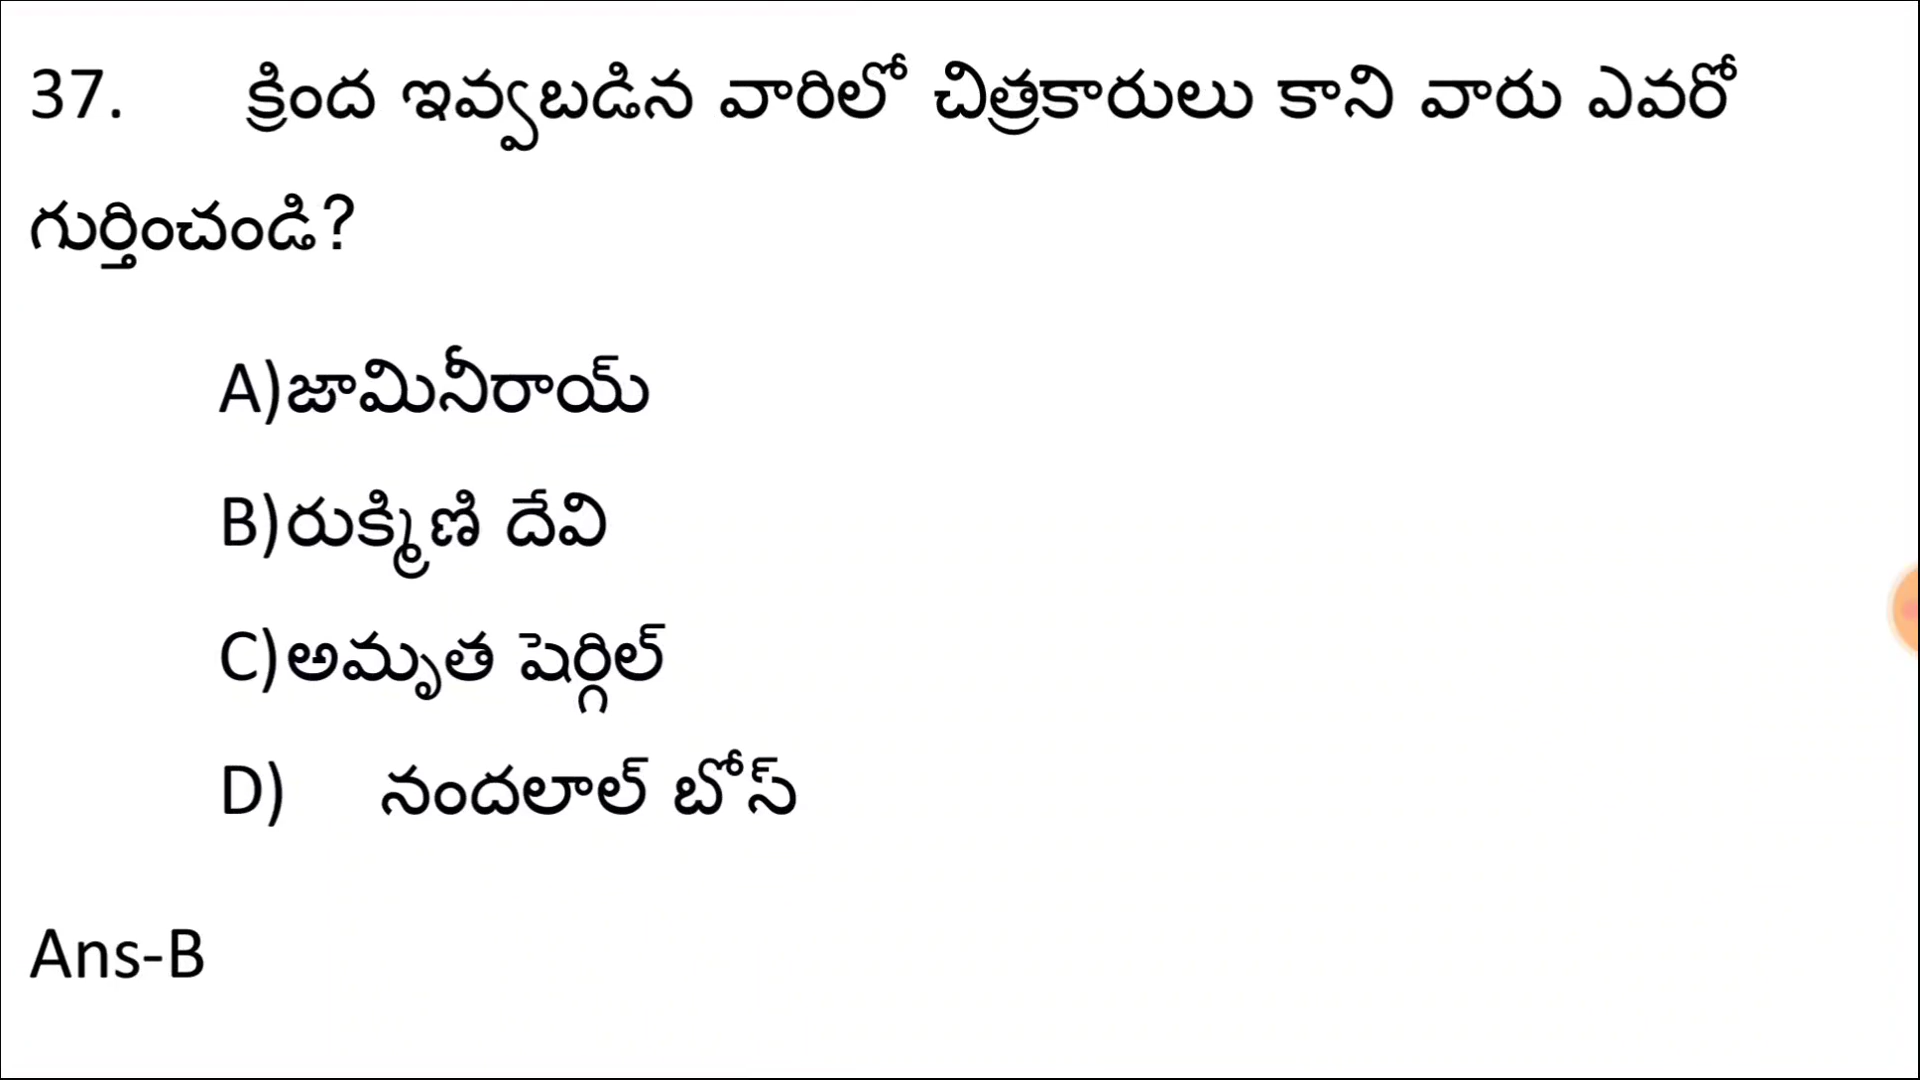 37. క్రింద ఇవ్వబడిన వారిలో చిత్రకారులు కాని వారు ఎవరో
గుర్తించండి?
A)జామినీరాయ్
B)రుక్మిణి దేవి
C)అమృత షెర్గిల్
D) నందలాల్ బోస్
Ans-B